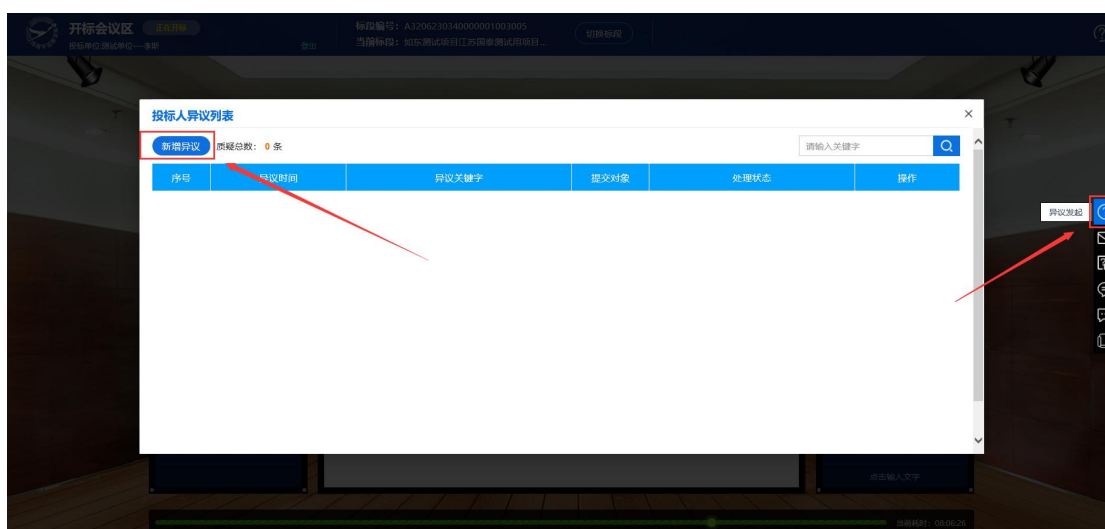 开标会议区 正在开标
投标单位:测试单位----李斯 登出
标段编号：A3206230340000001003005
当前标段：如东测试项目江苏国泰测试用项目...
切换标段
投标人异议列表 ×
新增异议 质疑总数：0 条 请输入关键字
序号 异议时间 异议关键字 提交对象 处理状态 操作
异议发起
点击输入文字
当前耗时：08:06:26